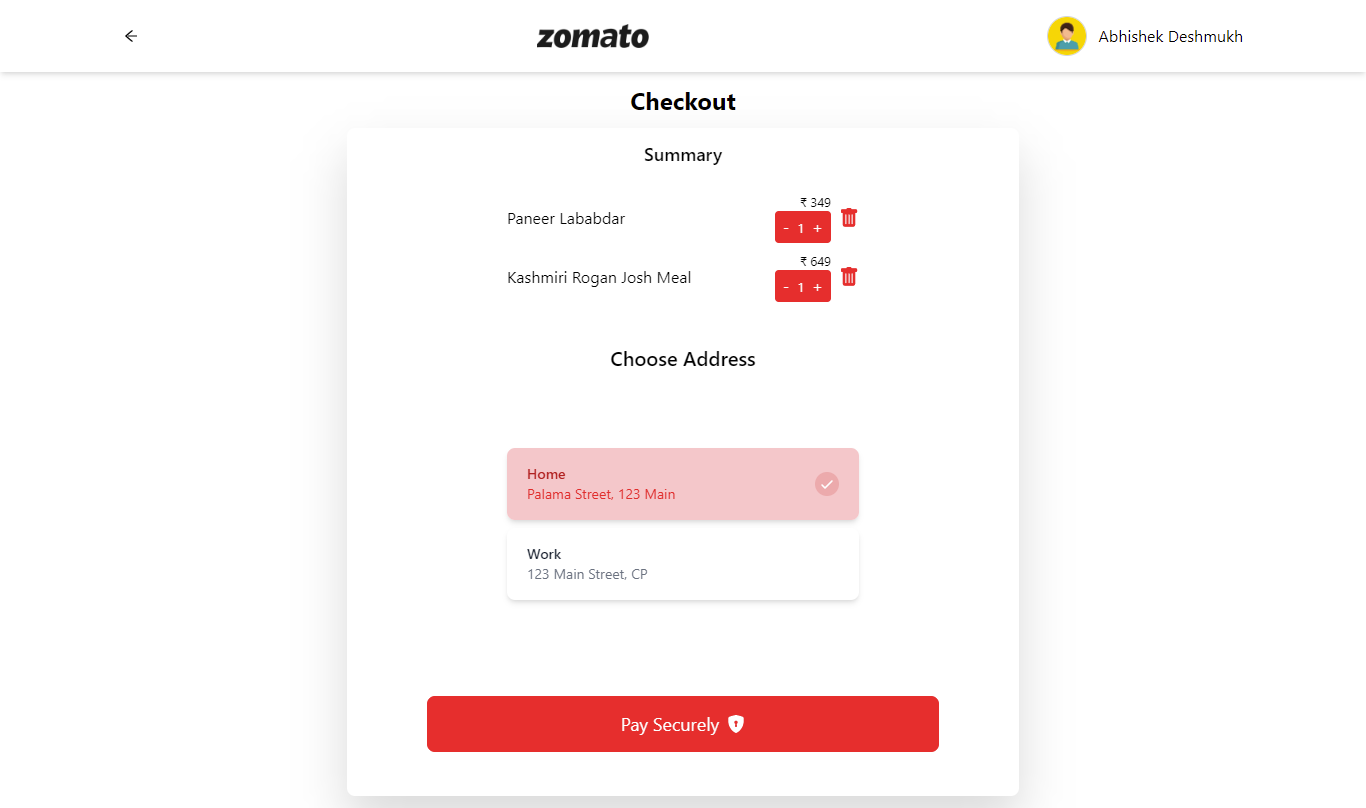 zomato
Abhishek Deshmukh
Checkout
Summary
₹ 349
Paneer Lababdar
- 1 +
₹ 649
Kashmiri Rogan Josh Meal
- 1 +
Choose Address
Home
Palama Street, 123 Main
Work
123 Main Street, CP
Pay Securely